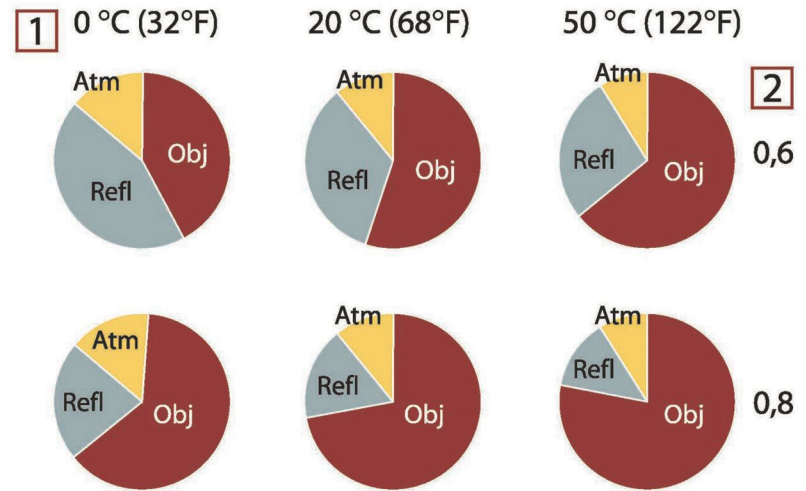 1 0 °C (32°F) 20 °C (68°F) 50 °C (122°F)
2
Atm Atm Atm
Obj Obj Obj
Refl Refl Refl
0,6
Atm Atm Atm
Refl Refl Refl
Obj Obj Obj
0,8